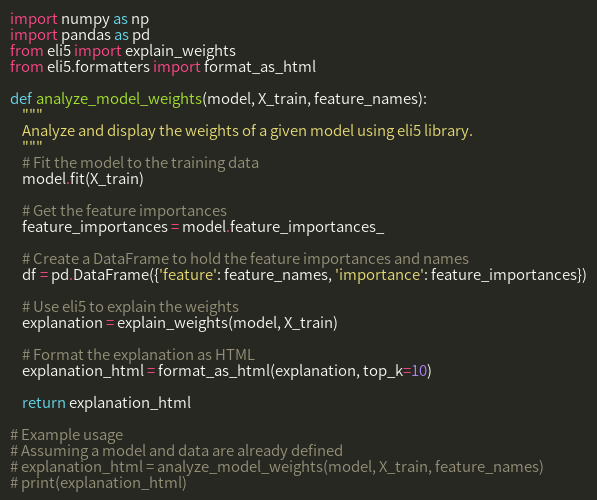 import numpy as np
import pandas as pd
from eli5 import explain_weights
from eli5.formatters import format_as_html

def analyze_model_weights(model, X_train, feature_names):
    """
    Analyze and display the weights of a given model using eli5 library.
    """
    # Fit the model to the training data
    model.fit(X_train)

    # Get the feature importances
    feature_importances = model.feature_importances_

    # Create a DataFrame to hold the feature importances and names
    df = pd.DataFrame({'feature': feature_names, 'importance': feature_importances})

    # Use eli5 to explain the weights
    explanation = explain_weights(model, X_train)

    # Format the explanation as HTML
    explanation_html = format_as_html(explanation, top_k=10)

    return explanation_html

# Example usage
# Assuming a model and data are already defined
# explanation_html = analyze_model_weights(model, X_train, feature_names)
# print(explanation_html)